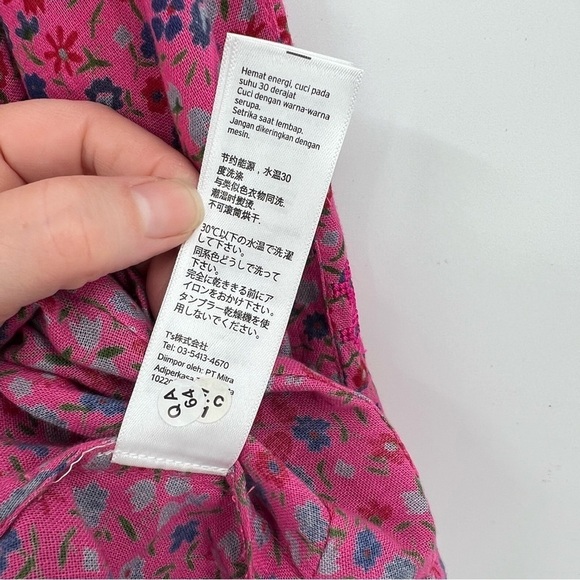 Hemat energi, cuci pada
suhu 30 derajat
Cuci dengan warna-warna
serupa.
Setrika saat lembap.
Jangan dikeringkan dengan
mesin.
节约能源，水温30
度洗涤
与类似色衣物同洗.
潮湿时熨烫.
不可滚筒烘干.
30℃以下の水温で洗濯
して下さい。
同系色どうしで洗って
下さい。
完全に乾ききる前にア
イロンをおかけ下さい。
タンブラー乾燥機を使
用しないでください。
T's株式会社
Tel: 03-5413-4670
Diimpor oleh: PT Mitra
Adiperkasa
QA
64